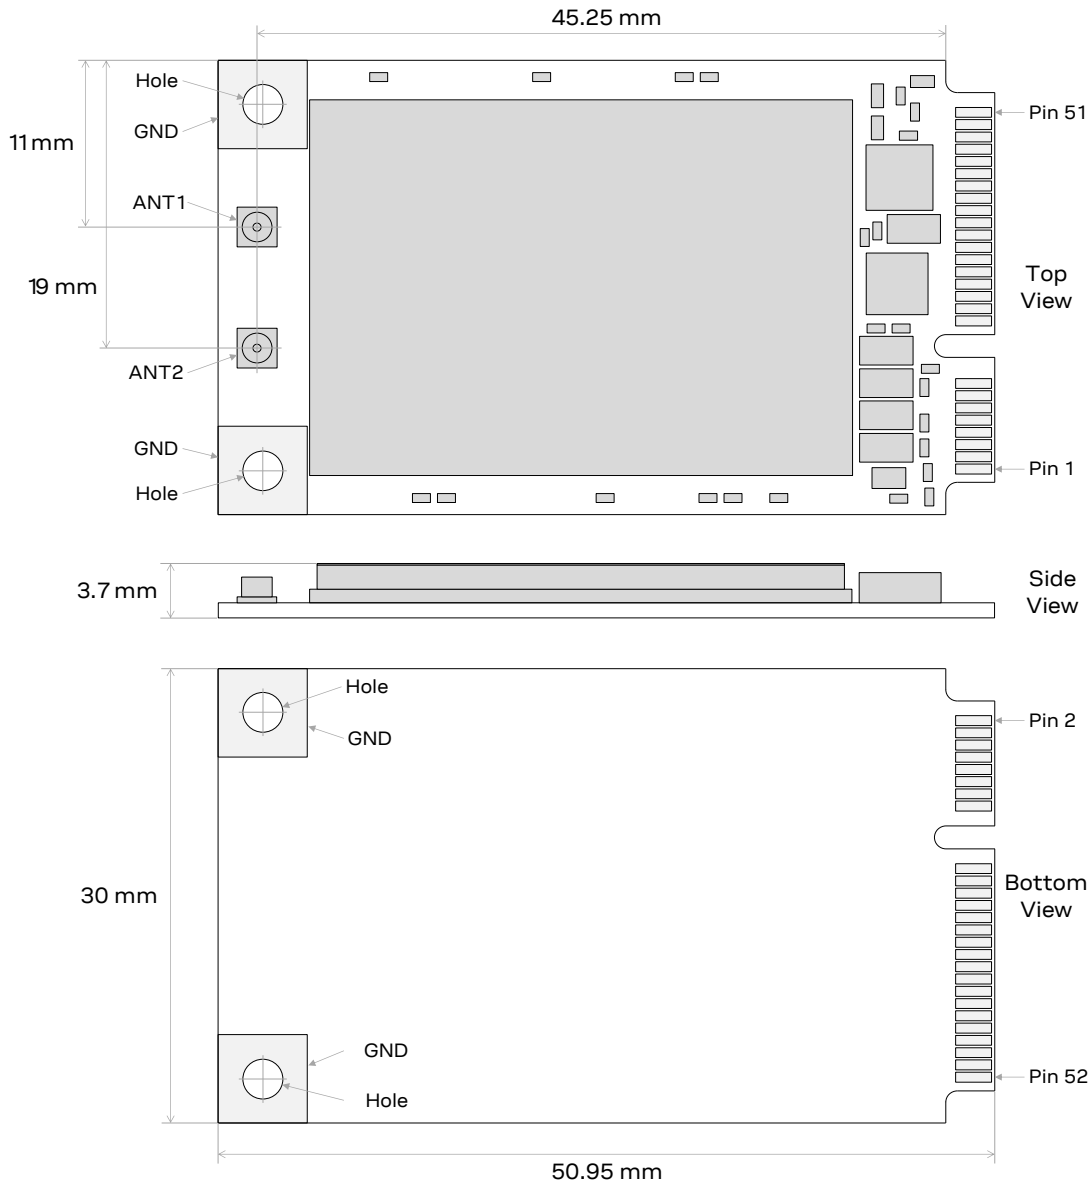 45.25 mm
Hole
GND
11 mm
ANT1
19 mm
ANT2
GND
Hole
Pin 51
Top
View
Pin 1
3.7 mm
Side
View
Hole
GND
Pin 2
30 mm
Bottom
View
GND
Hole
Pin 52
50.95 mm